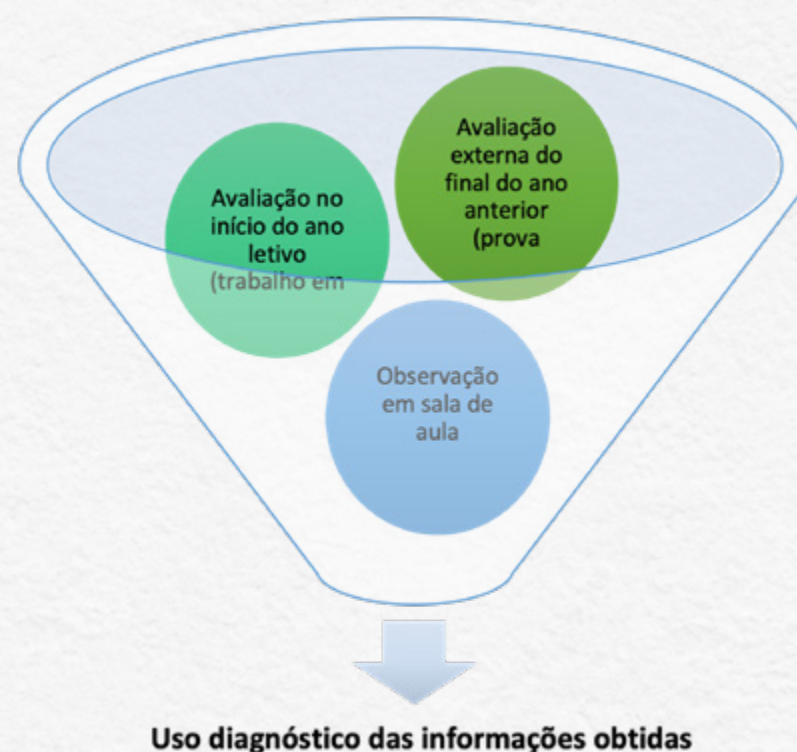 Avaliação
externa do
final do ano
anterior
(prova
Avaliação no
início do ano
letivo
(trabalho em
Observação
em sala de
aula
Uso diagnóstico das informações obtidas